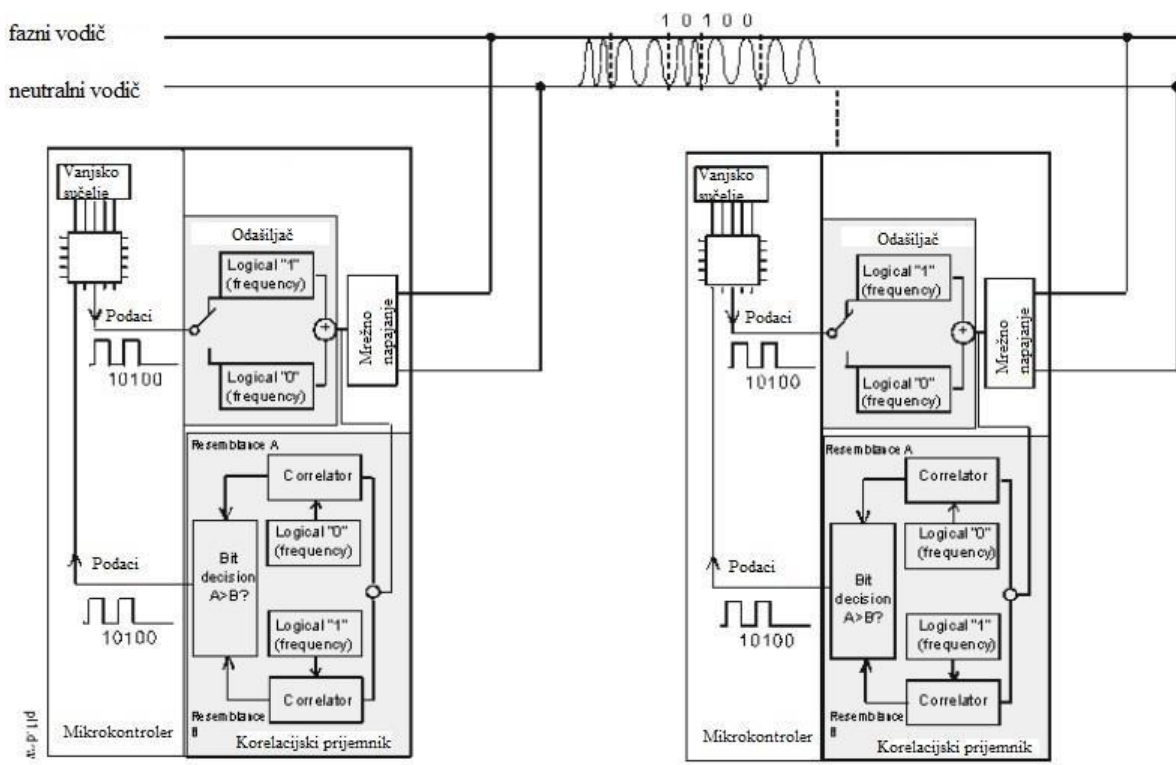 fazni vodič
neutralni vodič
1 0 1 0 0
Vanjsko
sučelje
Odašiljač
Logical "1"
(frequency)
Podaci
10100
Logical "0"
(frequency)
Mrežno
napajanje
Resemblance A
Correlator
Logical "0"
(frequency)
Podaci
Bit
decision
A>B?
10100
Logical "1"
(frequency)
Correlator
Resemblance
B
Mikrokontroler
Korelacijski prijemnik
Vanjsko
sučelje
Odašiljač
Logical "1"
(frequency)
Podaci
10100
Logical "0"
(frequency)
Mrežno
napajanje
Resemblance A
Correlator
Logical "0"
(frequency)
Podaci
Bit
decision
A>B?
10100
Logical "1"
(frequency)
Correlator
Resemblance
B
Mikrokontroler
Korelacijski prijemnik